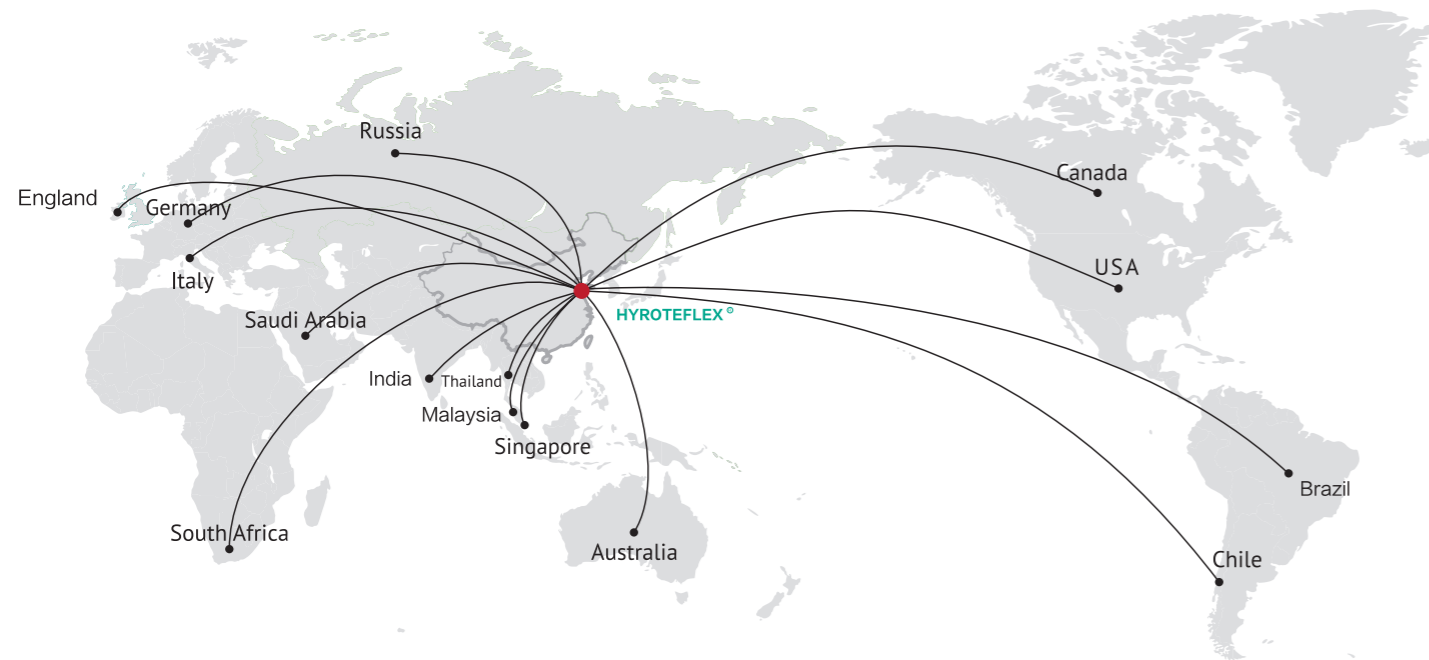 Russia
Canada
England
Germany
USA
Italy
Saudi Arabia
HYROTEFLEX®
India
Thailand
Malaysia
Singapore
Brazil
South Africa
Australia
Chile